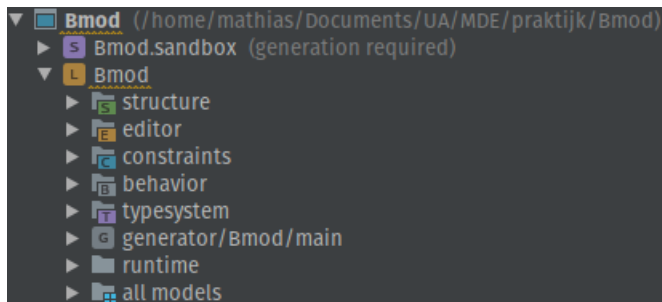 Bmod (/home/mathias/Documents/UA/MDE/praktijk/Bmod)
S Bmod.sandbox (generation required)
L Bmod
S structure
E editor
C constraints
B behavior
T typesystem
G generator/Bmod/main
runtime
all models